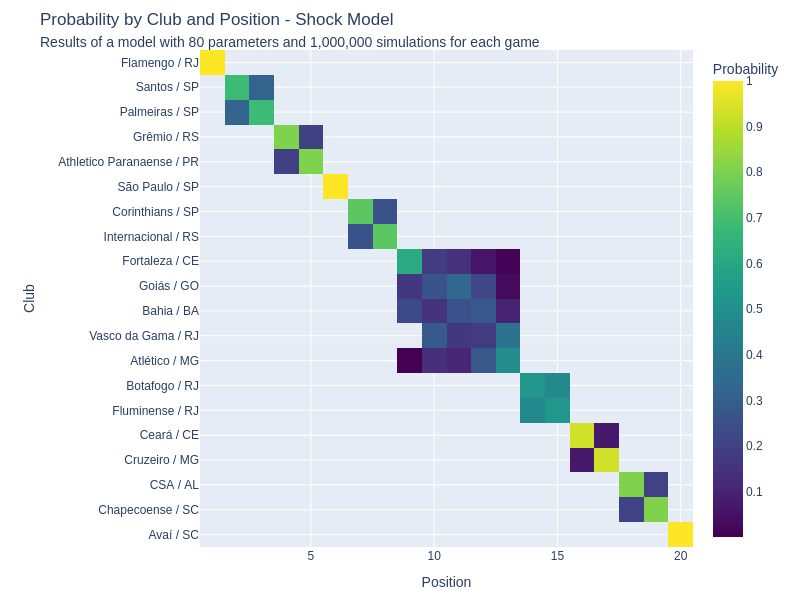 Probability by Club and Position - Shock Model
Results of a model with 80 parameters and 1,000,000 simulations for each game
Probability
Flamengo / RJ
Santos / SP
Palmeiras / SP
Grêmio / RS
Athletico Paranaense / PR
São Paulo / SP
Corinthians / SP
Internacional / RS
Fortaleza / CE
Goiás / GO
Bahia / BA
Vasco da Gama / RJ
Atlético / MG
Botafogo / RJ
Fluminense / RJ
Ceará / CE
Cruzeiro / MG
CSA / AL
Chapecoense / SC
Avaí / SC
Club
5
10
15
20
Position
1
0.9
0.8
0.7
0.6
0.5
0.4
0.3
0.2
0.1